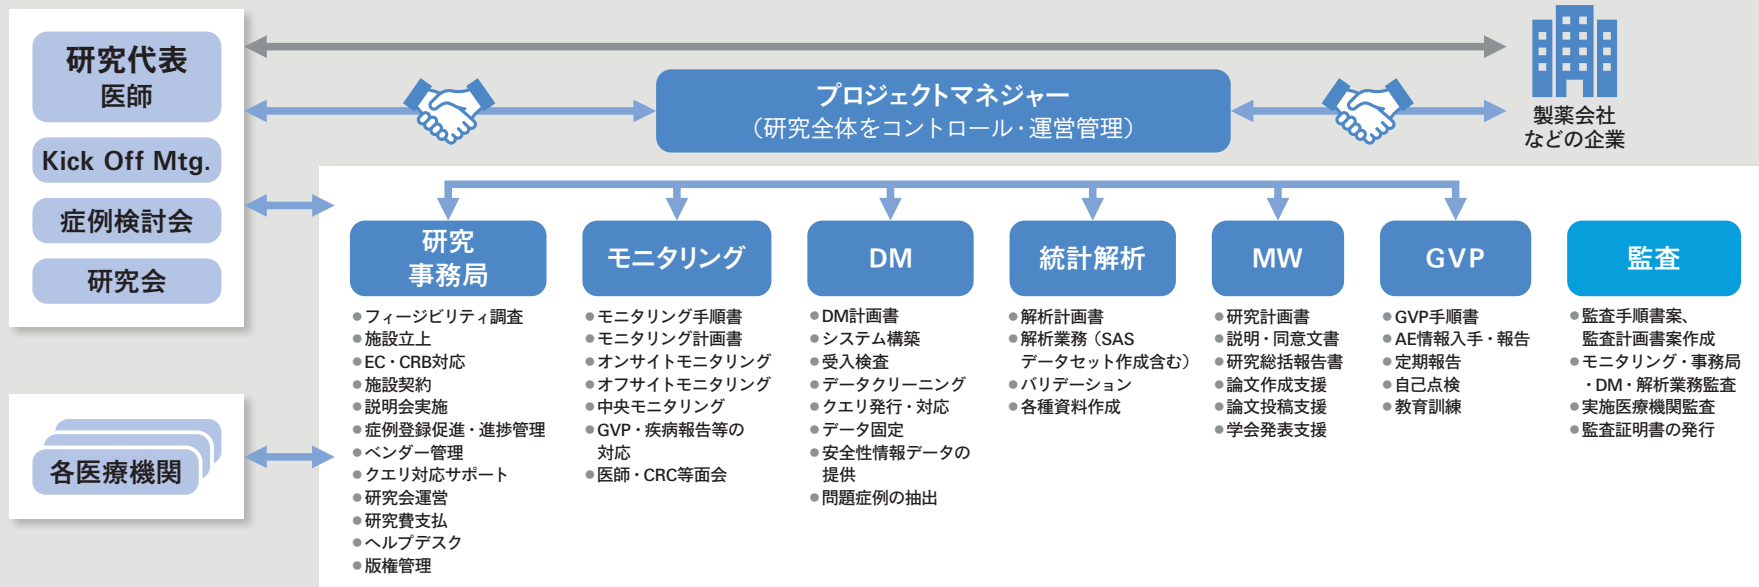 研究代表
医師
Kick Off Mtg.
症例検討会
研究会
各医療機関
プロジェクトマネジャー
（研究全体をコントロール・運営管理）
製薬会社
などの企業
研究
事務局
●フィージビリティ調査
●施設立上
●EC・CRB対応
●施設契約
●説明会実施
●症例登録促進・進捗管理
●ベンダー管理
●クエリ対応サポート
●研究会運営
●研究費支払
●ヘルプデスク
●版権管理
モニタリング
●モニタリング手順書
●モニタリング計画書
●オンサイトモニタリング
●オフサイトモニタリング
●中央モニタリング
●GVP・疾病報告等の
対応
●医師・CRC等面会
DM
●DM計画書
●システム構築
●受入検査
●データクリーニング
●クエリ発行・対応
●データ固定
●安全性情報データの
提供
●問題症例の抽出
統計解析
●解析計画書
●解析業務（SAS
データセット作成含む）
●バリデーション
●各種資料作成
MW
●研究計画書
●説明・同意文書
●研究総括報告書
●論文作成支援
●論文投稿支援
●学会発表支援
GVP
●GVP手順書
●AE情報入手・報告
●定期報告
●自己点検
●教育訓練
監査
●監査手順書案、
監査計画書案作成
●モニタリング・事務局
・DM・解析業務監査
●実施医療機関監査
●監査証明書の発行